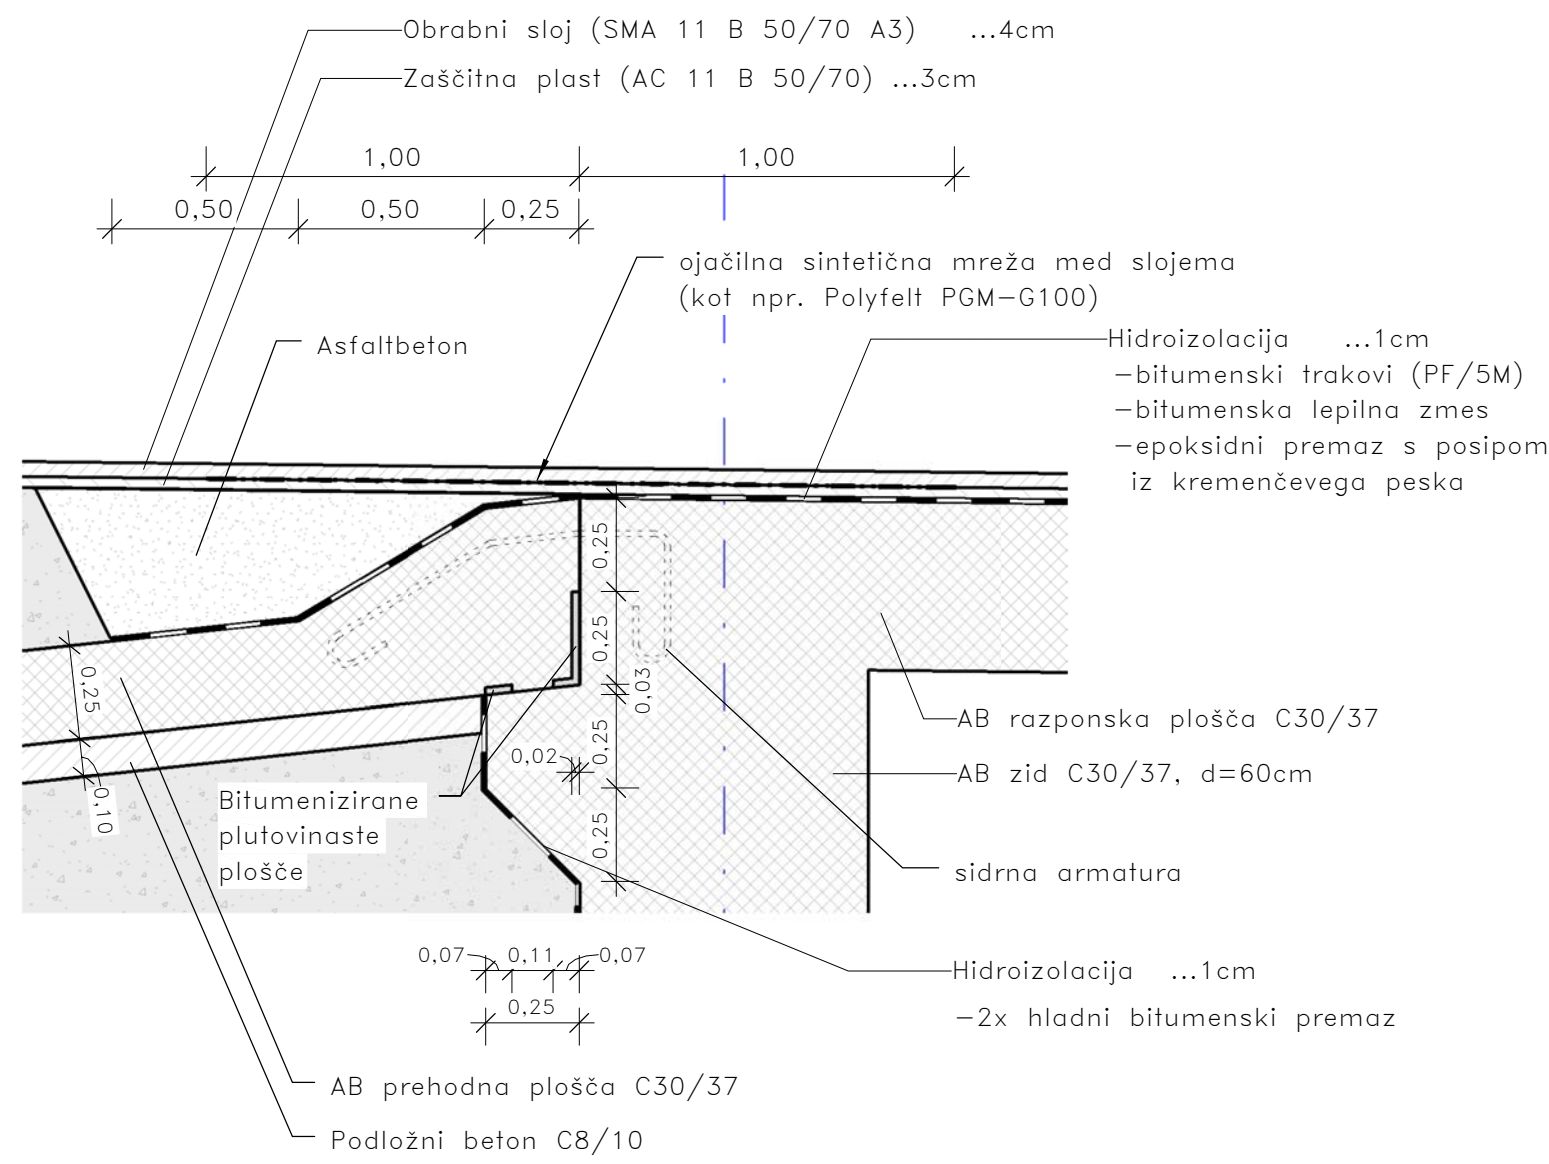 Obrabni sloj (SMA 11 B 50/70 A3) ...4cm
Zaščitna plast (AC 11 B 50/70) ...3cm
1,00 1,00
0,50 0,50 0,25
ojačilna sintetična mreža med slojema
(kot npr. Polyfelt PGM-G100)
Asfaltbeton
Hidroizolacija ...1cm
-bitumenski trakovi (PF/5M)
-bitumenska lepilna zmes
-epoksidni premaz s posipom
iz kremenčevega peska
0,25
0,25
0,03
0,25
0,25
0,02
0,25
0,10
AB razponska plošča C30/37
AB zid C30/37, d=60cm
Bitumenizirane
plutovinaste
plošče
sidrna armatura
0,07 0,11 0,07
0,25
Hidroizolacija ...1cm
-2x hladni bitumenski premaz
AB prehodna plošča C30/37
Podložni beton C8/10